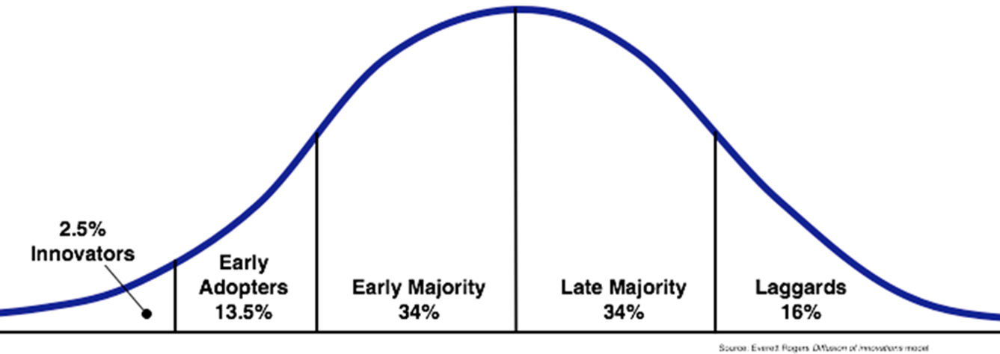 2.5%
Innovators
Early
Adopters
13.5%
Early Majority
34%
Late Majority
34%
Laggards
16%
Source: Everett Rogers Diffusion of innovations model